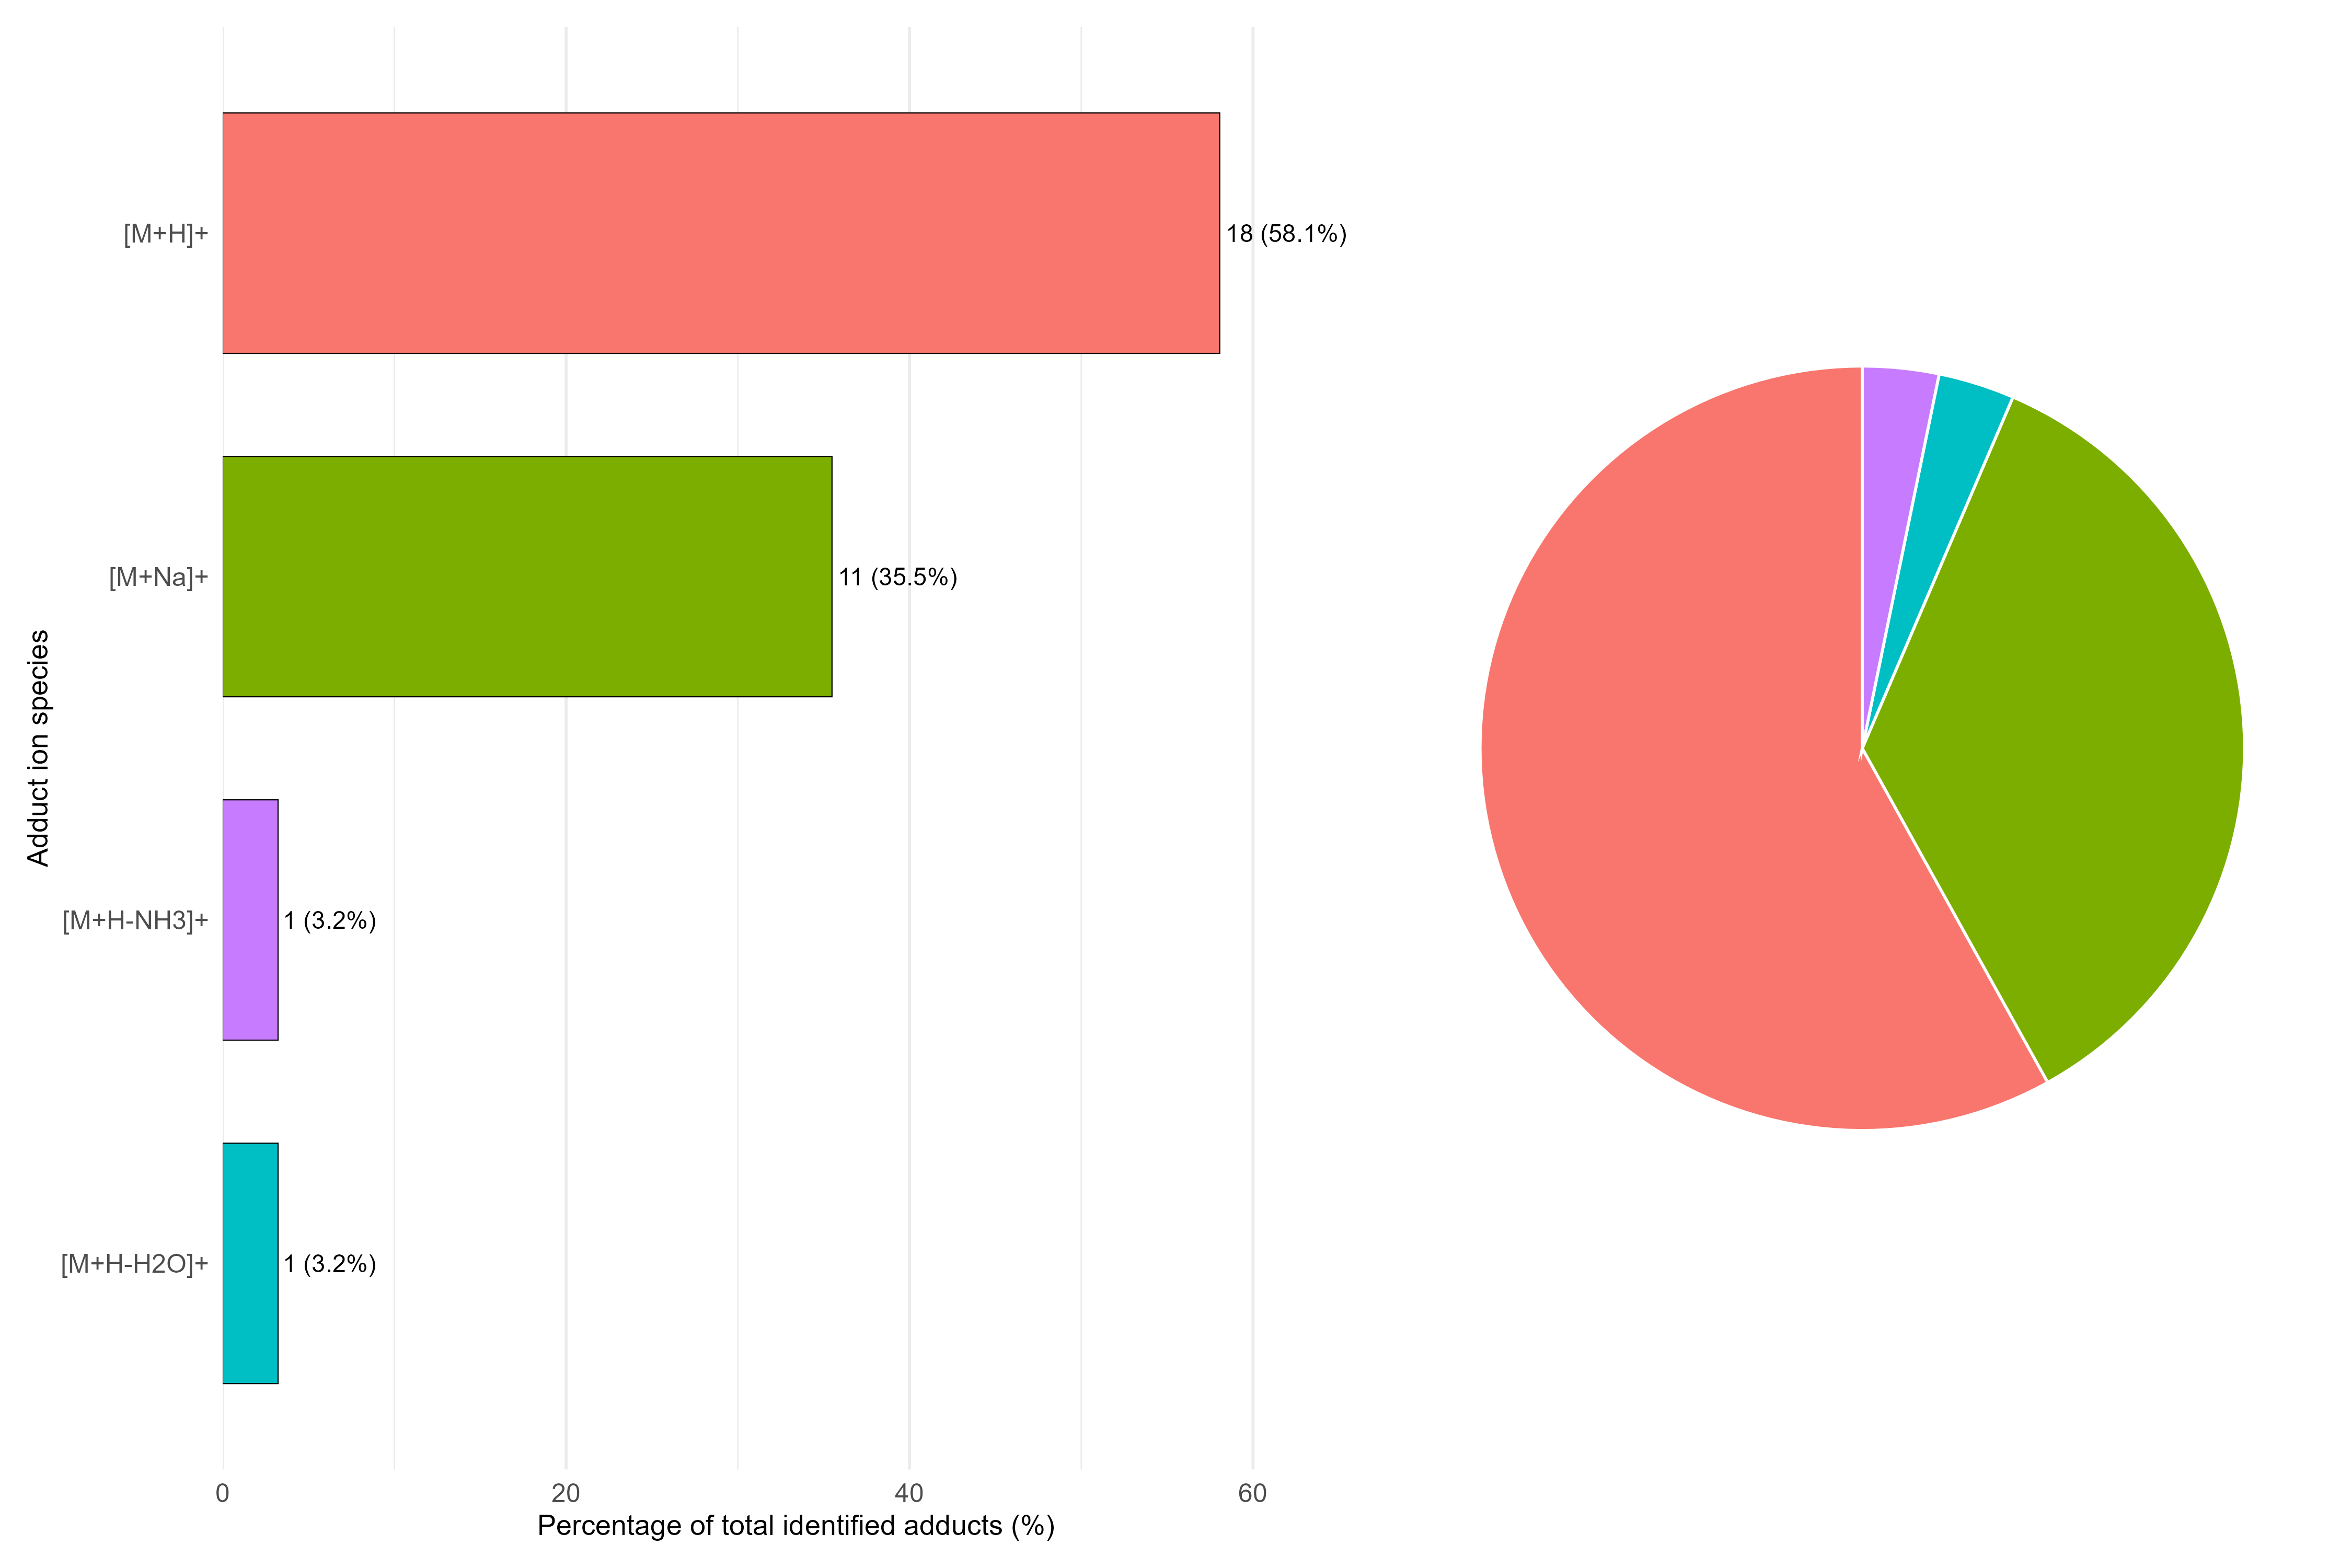 [M+H]+
18 (58.1%)
[M+Na]+
11 (35.5%)
Adduct ion species
[M+H-NH3]+
1 (3.2%)
[M+H-H2O]+
1 (3.2%)
0 20 40 60
Percentage of total identified adducts (%)